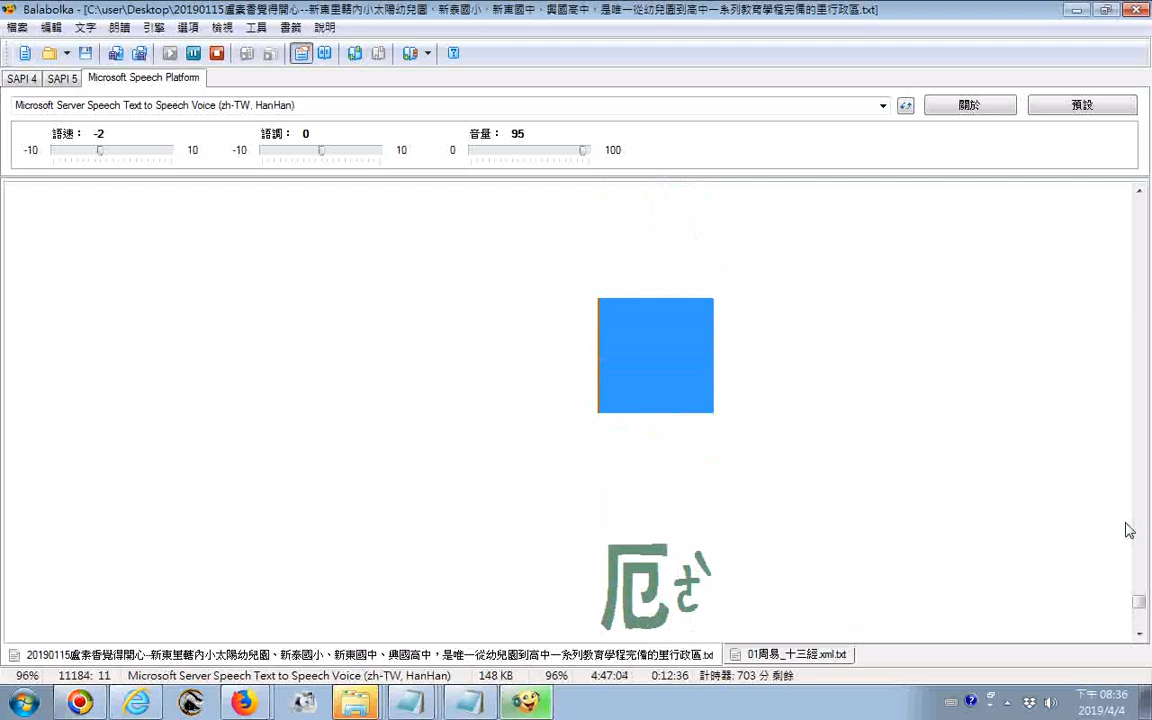 Balabolka - [C:\user\Desktop\20190115盧素香覺得開心--新東里轄內小太陽幼兒園、新泰國小、新東國中、興國高中，是唯一從幼兒園到高中一系列教育學程完備的里行政區.txt]
檔案 編輯 文字 朗讀 引擎 選項 檢視 工具 書籤 說明
SAPI 4 SAPI 5 Microsoft Speech Platform
Microsoft Server Speech Text to Speech Voice (zh-TW, HanHan) 關於 預設
語速： -2 語調： 0 音量： 95
-10 10 -10 10 0 100
厄ㄜˋ
20190115盧素香覺得開心--新東里轄內小太陽幼兒園、新泰國小、新東國中、興國高中，是唯一從幼兒園到高中一系列教育學程完備的里行政區.txt 01周易_十三經.xml.txt
96% 11184: 11 Microsoft Server Speech Text to Speech Voice (zh-TW, HanHan) 148 KB 96% 4:47:04 0:12:36 計時器: 703 分 剩餘
下午 08:36
2019/4/4